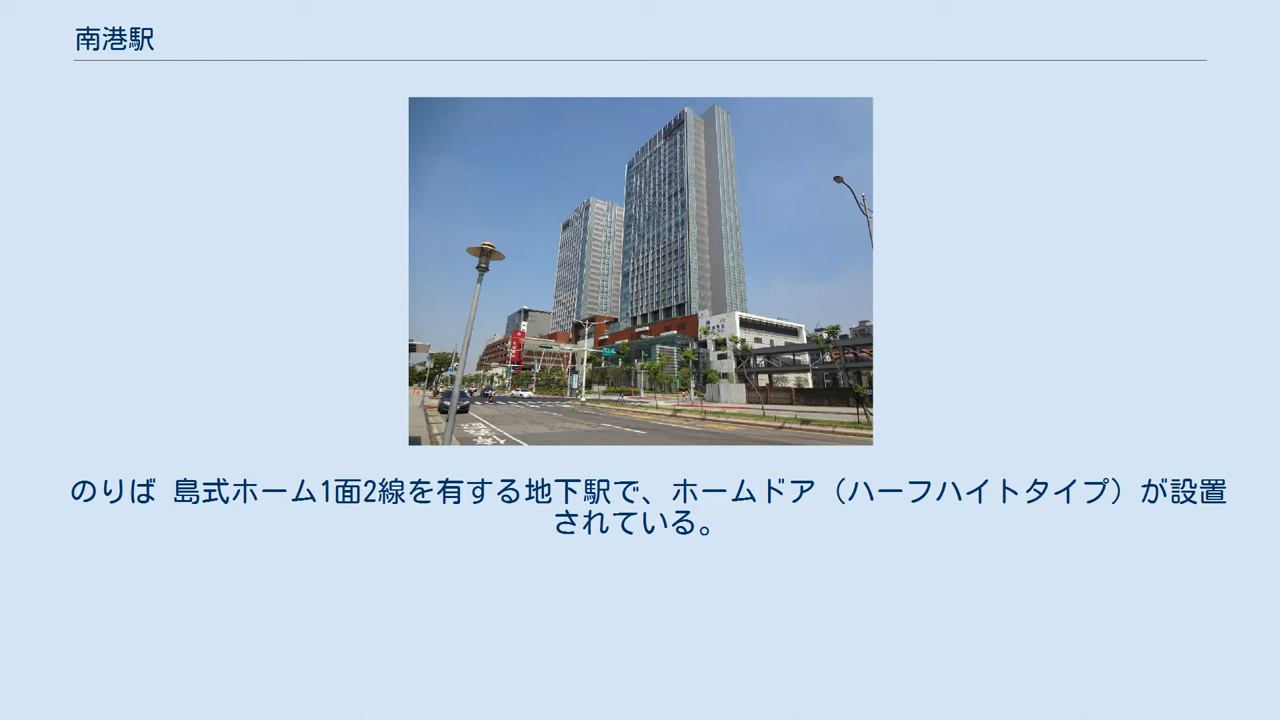 南港駅
のりば 島式ホーム1面2線を有する地下駅で、ホームドア（ハーフハイトタイプ）が設置
されている。